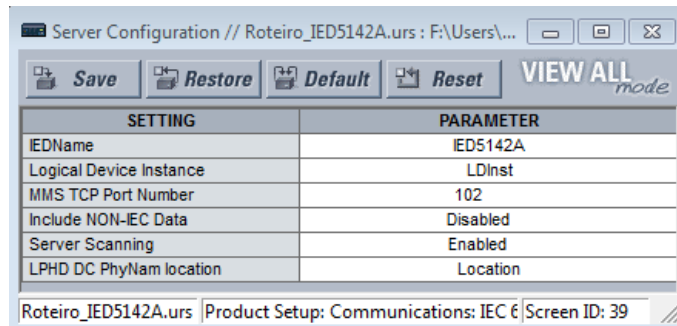 Server Configuration // Roteiro_IED5142A.urs : F:\Users\...
Save Restore Default Reset VIEW ALL mode
SETTING PARAMETER
IEDName IED5142A
Logical Device Instance LDInst
MMS TCP Port Number 102
Include NON-IEC Data Disabled
Server Scanning Enabled
LPHD DC PhyNam location Location
Roteiro_IED5142A.urs Product Setup: Communications: IEC 6 Screen ID: 39